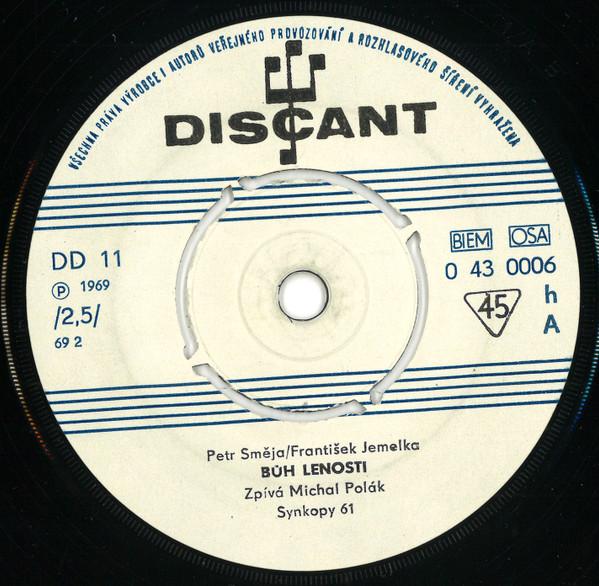 VŠECHNA PRÁVA VÝROBCE I AUTORŮ VEŘEJNÉHO PROVOZOVÁNÍ A ROZHLASOVÉHO ŠÍŘENÍ VYHRAŽENA
DISCANT
DD 11
Ⓟ 1969
/2,5/
69 2
BIEM OSA
0 43 0006
45 h
A
Petr Směja/František Jemelka
BŮH LENOSTI
Zpívá Michal Polák
Synkopy 61